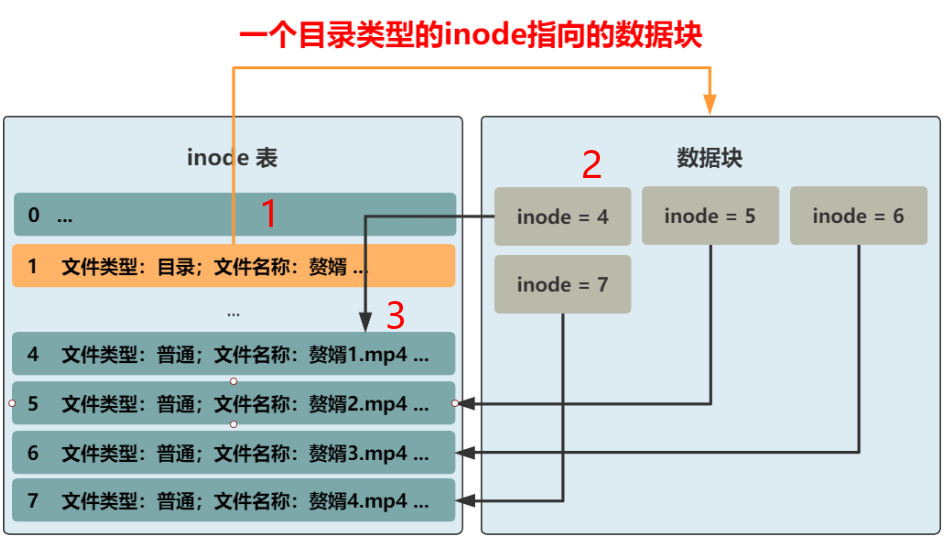 一个目录类型的inode指向的数据块
inode 表
0 ...
1
1 文件类型：目录；文件名称：赘婿 ...
...
3
4 文件类型：普通；文件名称：赘婿1.mp4 ...
5 文件类型：普通；文件名称：赘婿2.mp4 ...
6 文件类型：普通；文件名称：赘婿3.mp4 ...
7 文件类型：普通；文件名称：赘婿4.mp4 ...
数据块
2
inode = 4
inode = 5
inode = 6
inode = 7